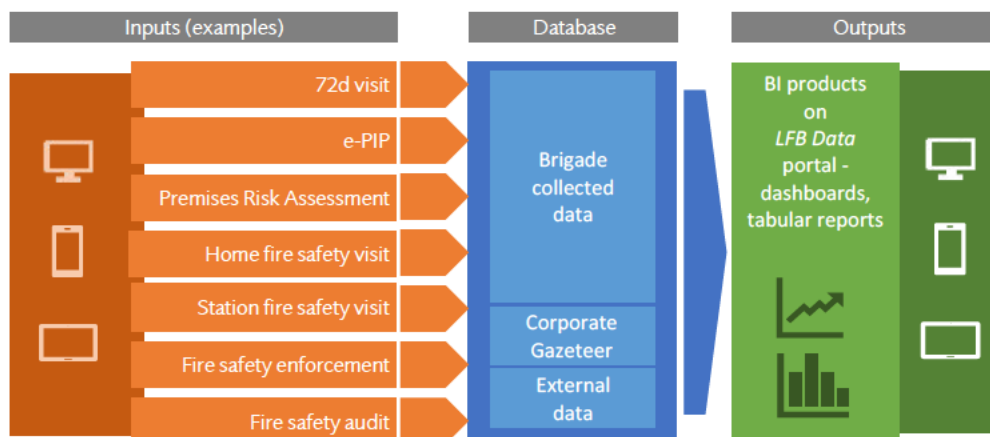 Inputs (examples)
Database
Outputs
72d visit
e-PIP
Premises Risk Assessment
Home fire safety visit
Station fire safety visit
Fire safety enforcement
Fire safety audit
Brigade
collected
data
Corporate
Gazeteer
External
data
BI products
on
LFB Data
portal -
dashboards,
tabular reports